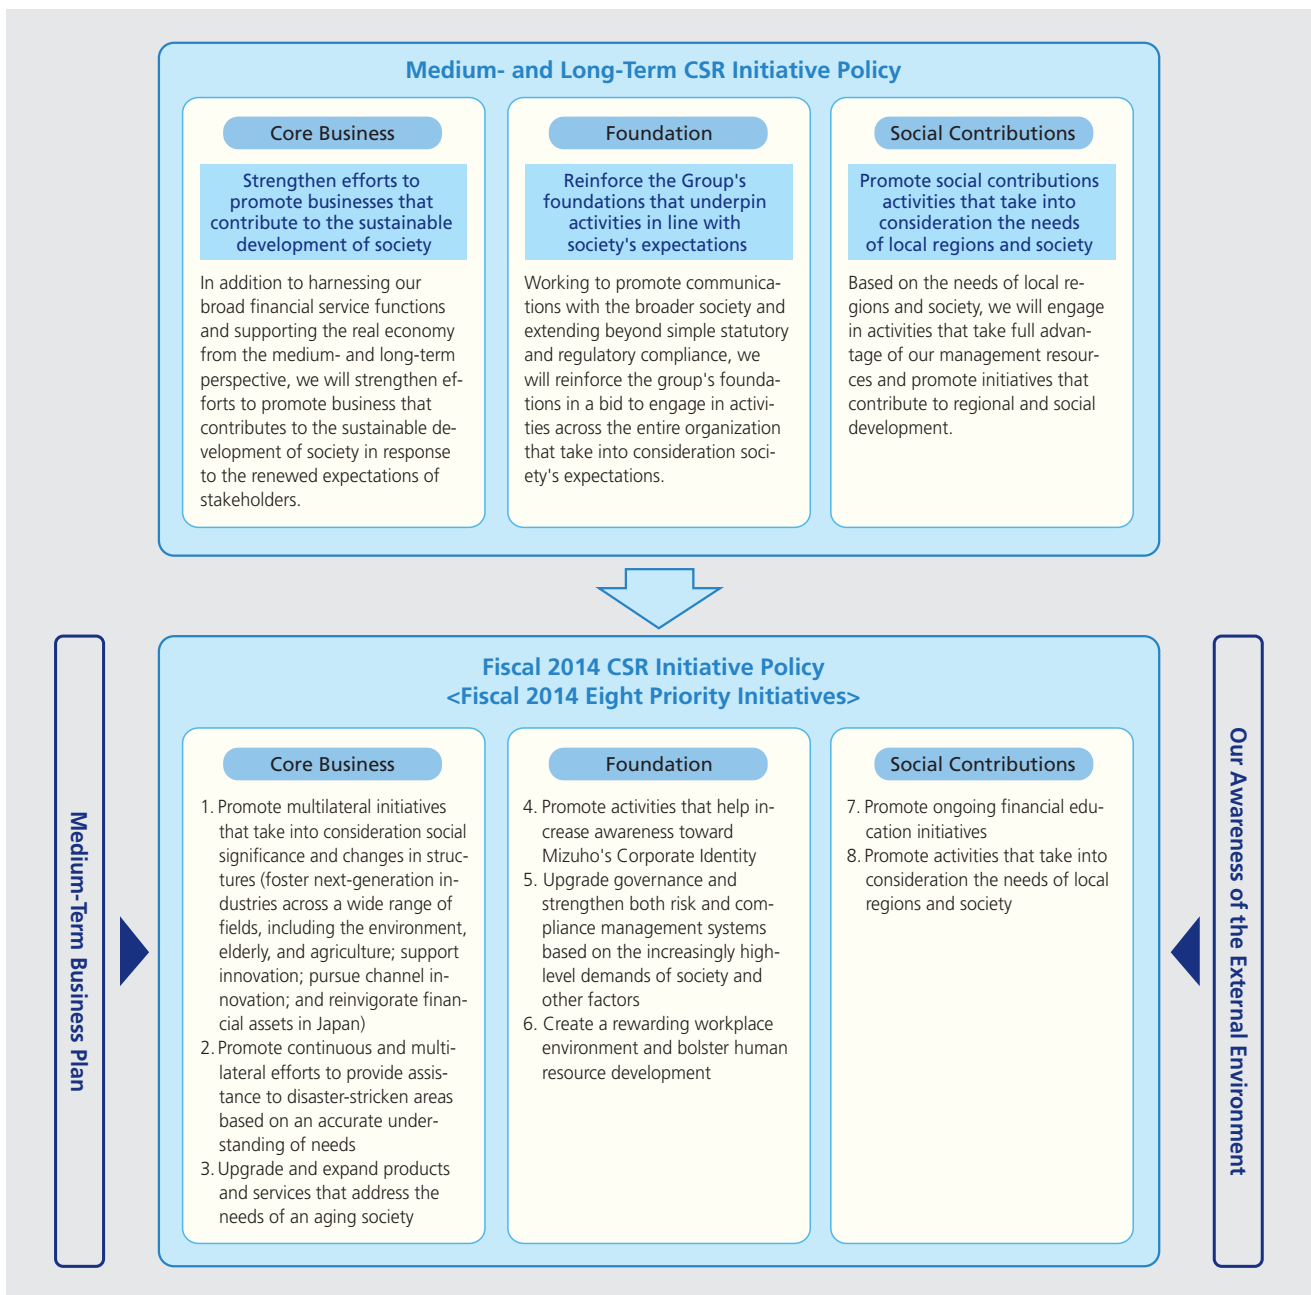 Medium- and Long-Term CSR Initiative Policy
Core Business
Strengthen efforts to
promote businesses that
contribute to the sustainable
development of society
In addition to harnessing our
broad financial service functions
and supporting the real economy
from the medium- and long-term
perspective, we will strengthen ef-
forts to promote business that
contributes to the sustainable de-
velopment of society in response
to the renewed expectations of
stakeholders.
Foundation
Reinforce the Group's
foundations that underpin
activities in line with
society's expectations
Working to promote communica-
tions with the broader society and
extending beyond simple statutory
and regulatory compliance, we
will reinforce the group's founda-
tions in a bid to engage in activi-
ties across the entire organization
that take into consideration soci-
ety's expectations.
Social Contributions
Promote social contributions
activities that take into
consideration the needs
of local regions and society
Based on the needs of local re-
gions and society, we will engage
in activities that take full advan-
tage of our management resour-
ces and promote initiatives that
contribute to regional and social
development.
Medium-Term Business Plan
Fiscal 2014 CSR Initiative Policy
<Fiscal 2014 Eight Priority Initiatives>
Core Business
1. Promote multilateral initiatives
that take into consideration social
significance and changes in struc-
tures (foster next-generation in-
dustries across a wide range of
fields, including the environment,
elderly, and agriculture; support
innovation; pursue channel in-
novation; and reinvigorate finan-
cial assets in Japan)
2. Promote continuous and multi-
lateral efforts to provide assis-
tance to disaster-stricken areas
based on an accurate under-
standing of needs
3. Upgrade and expand products
and services that address the
needs of an aging society
Foundation
4. Promote activities that help in-
crease awareness toward
Mizuho's Corporate Identity
5. Upgrade governance and
strengthen both risk and com-
pliance management systems
based on the increasingly high-
level demands of society and
other factors
6. Create a rewarding workplace
environment and bolster human
resource development
Social Contributions
7. Promote ongoing financial edu-
cation initiatives
8. Promote activities that take into
consideration the needs of local
regions and society
Our Awareness of the External Environment